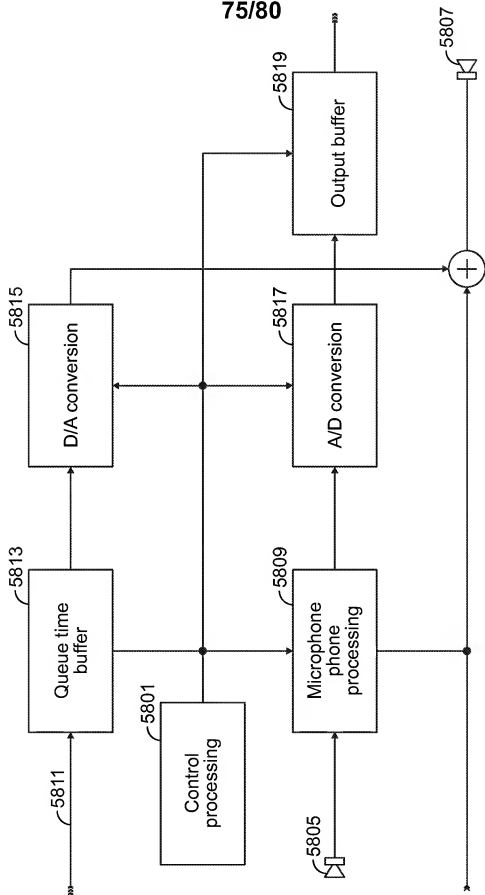 75/80
5811
5813
Queue time
buffer
5815
D/A conversion
5801
Control
processing
5805
5809
Microphone
phone
processing
5817
A/D conversion
5819
Output buffer
5807
+